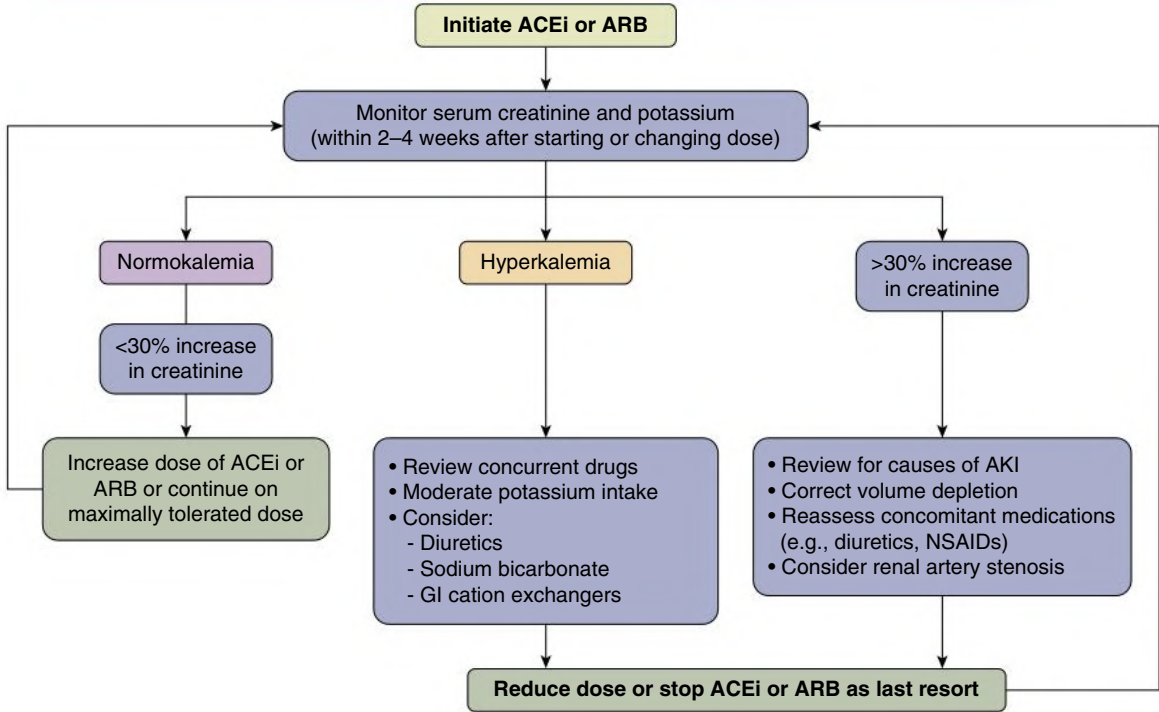 Initiate ACEi or ARB
Monitor serum creatinine and potassium
(within 2–4 weeks after starting or changing dose)
Normokalemia
Hyperkalemia
>30% increase
in creatinine
<30% increase
in creatinine
Increase dose of ACEi or
ARB or continue on
maximally tolerated dose
• Review concurrent drugs
• Moderate potassium intake
• Consider:
- Diuretics
- Sodium bicarbonate
- GI cation exchangers
• Review for causes of AKI
• Correct volume depletion
• Reassess concomitant medications
(e.g., diuretics, NSAIDs)
• Consider renal artery stenosis
Reduce dose or stop ACEi or ARB as last resort